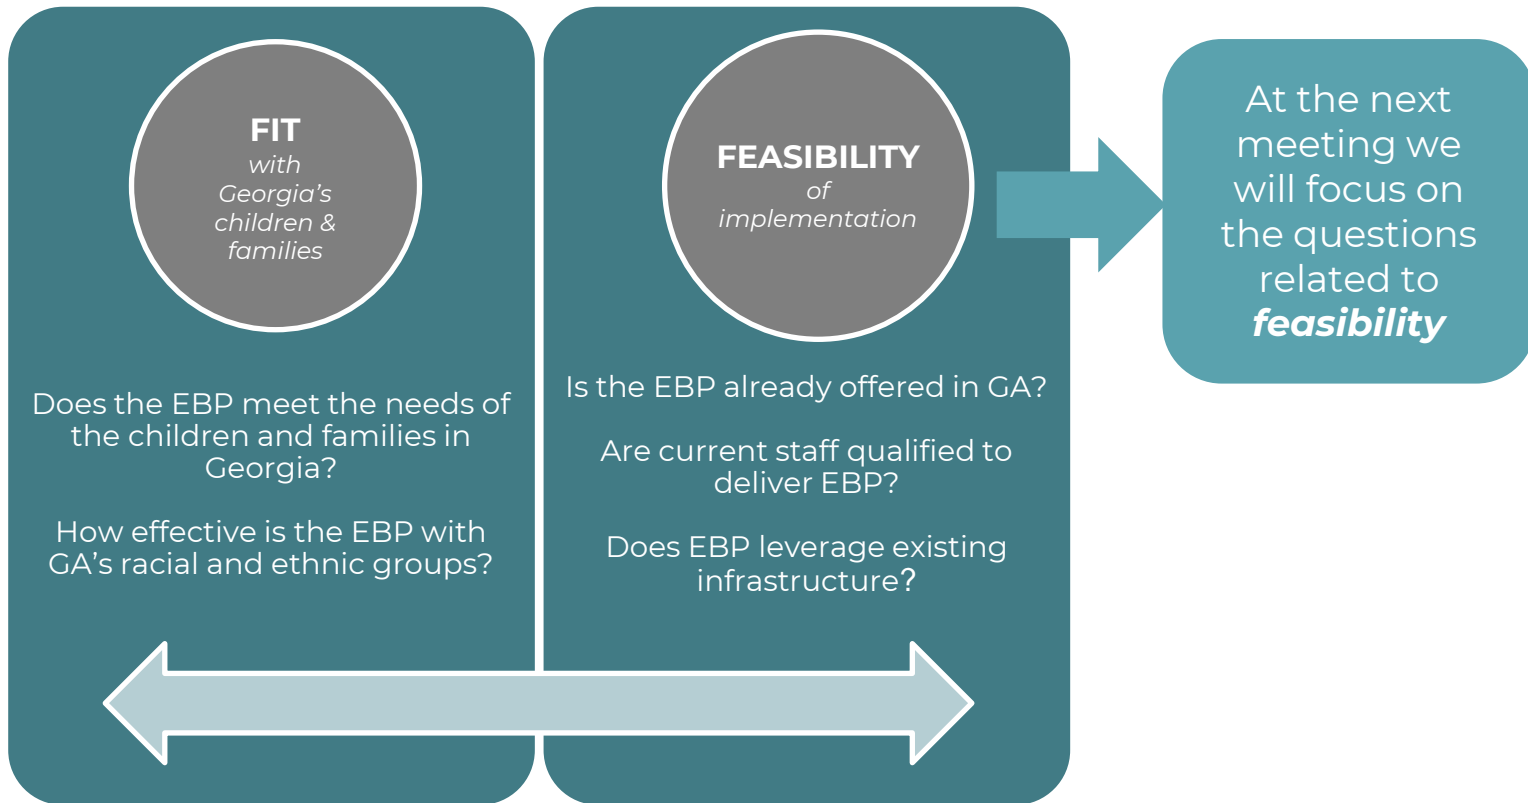 FIT
with
Georgia’s
children &
families
Does the EBP meet the needs of
the children and families in
Georgia?
How effective is the EBP with
GA’s racial and ethnic groups?
FEASIBILITY
of
implementation
Is the EBP already offered in GA?
Are current staff qualified to
deliver EBP?
Does EBP leverage existing
infrastructure?
At the next
meeting we
will focus on
the questions
related to
feasibility